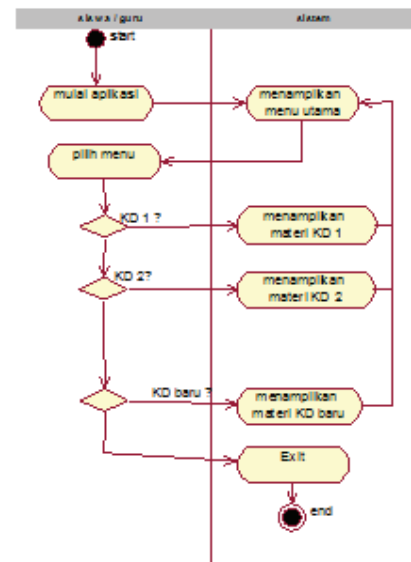 siswa / guru
sistem
start
mulai aplikasi
menampilkan
menu utama
pilih menu
KD 1 ?
menampilkan
materi KD 1
KD 2?
menampilkan
materi KD 2
KD baru ?
menampilkan
materi KD baru
Exit
end